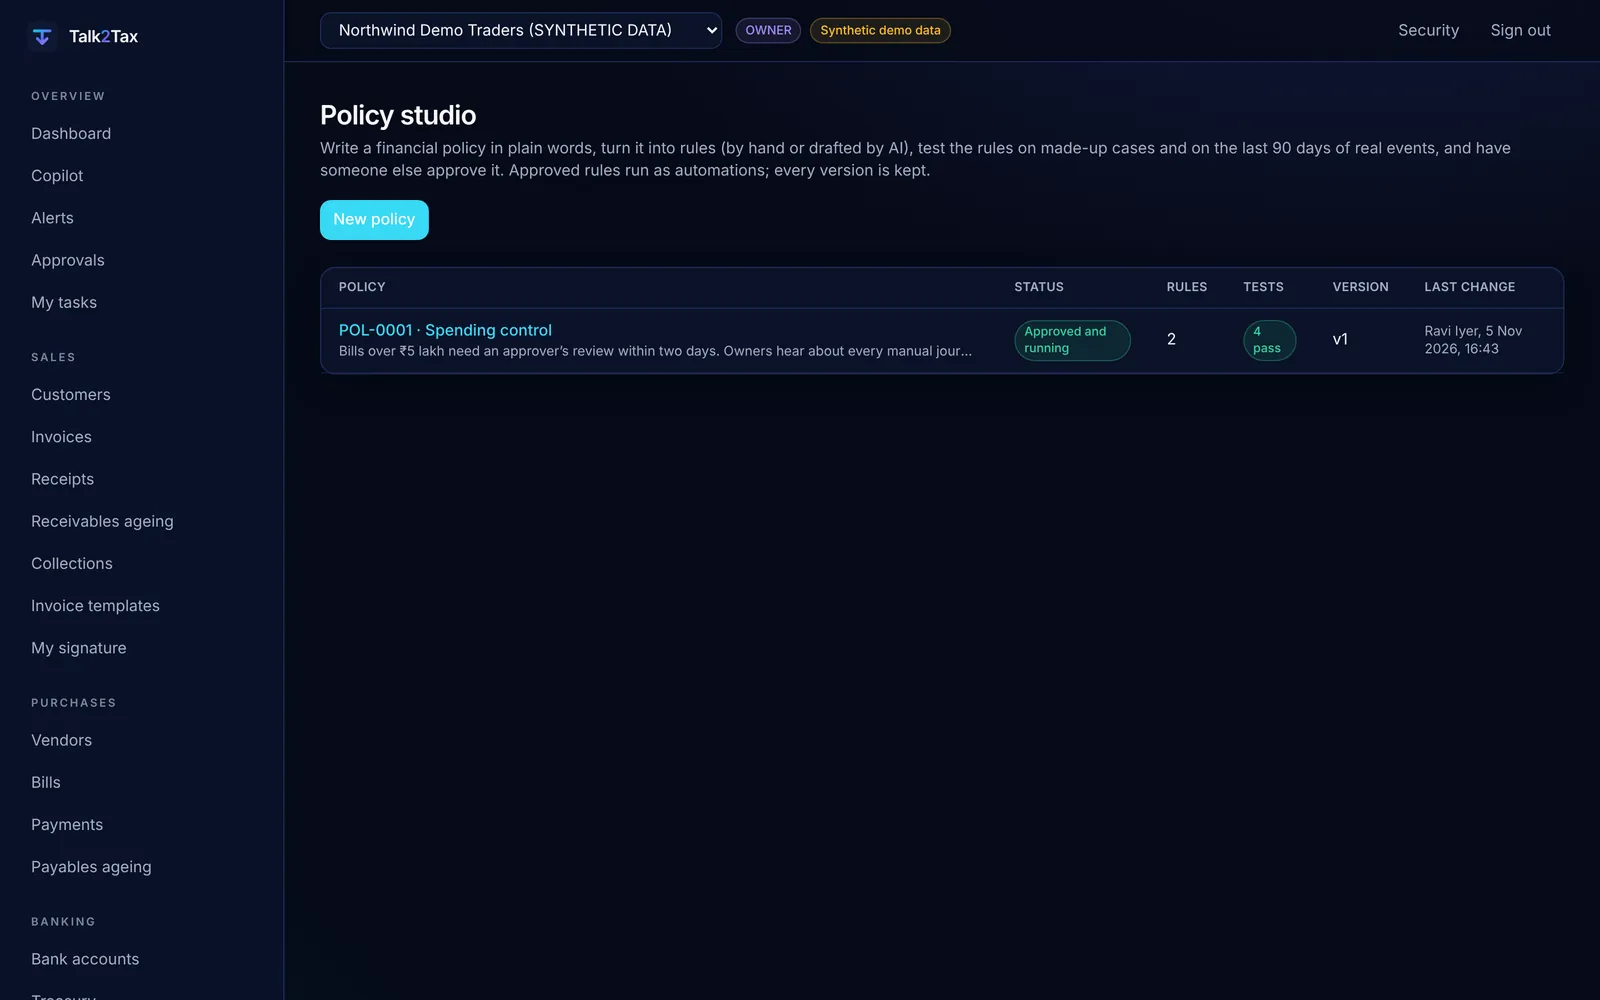 Talk2Tax
Northwind Demo Traders (SYNTHETIC DATA)
OWNER
Synthetic demo data
Security
Sign out
OVERVIEW
Dashboard
Copilot
Alerts
Approvals
My tasks
SALES
Customers
Invoices
Receipts
Receivables ageing
Collections
Invoice templates
My signature
PURCHASES
Vendors
Bills
Payments
Payables ageing
BANKING
Bank accounts
Treasury
Policy studio
Write a financial policy in plain words, turn it into rules (by hand or drafted by AI), test the rules on made-up cases and on the last 90 days of real events, and have
someone else approve it. Approved rules run as automations; every version is kept.
New policy
POLICY STATUS RULES TESTS VERSION LAST CHANGE
POL-0001 · Spending control
Bills over ₹5 lakh need an approver’s review within two days. Owners hear about every manual jour…
Approved and
running
2
4
pass
v1
Ravi Iyer, 5 Nov
2026, 16:43